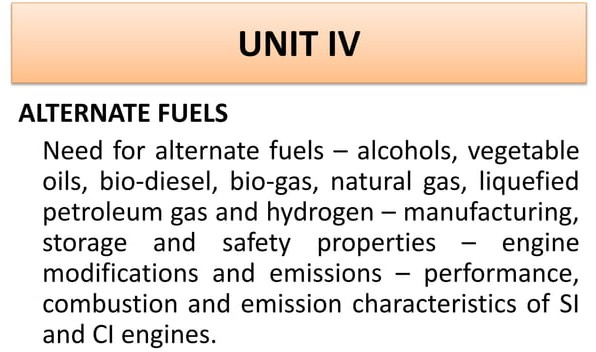 UNIT IV
ALTERNATE FUELS
Need for alternate fuels – alcohols, vegetable
oils, bio-diesel, bio-gas, natural gas, liquefied
petroleum gas and hydrogen – manufacturing,
storage and safety properties – engine
modifications and emissions – performance,
combustion and emission characteristics of SI
and CI engines.